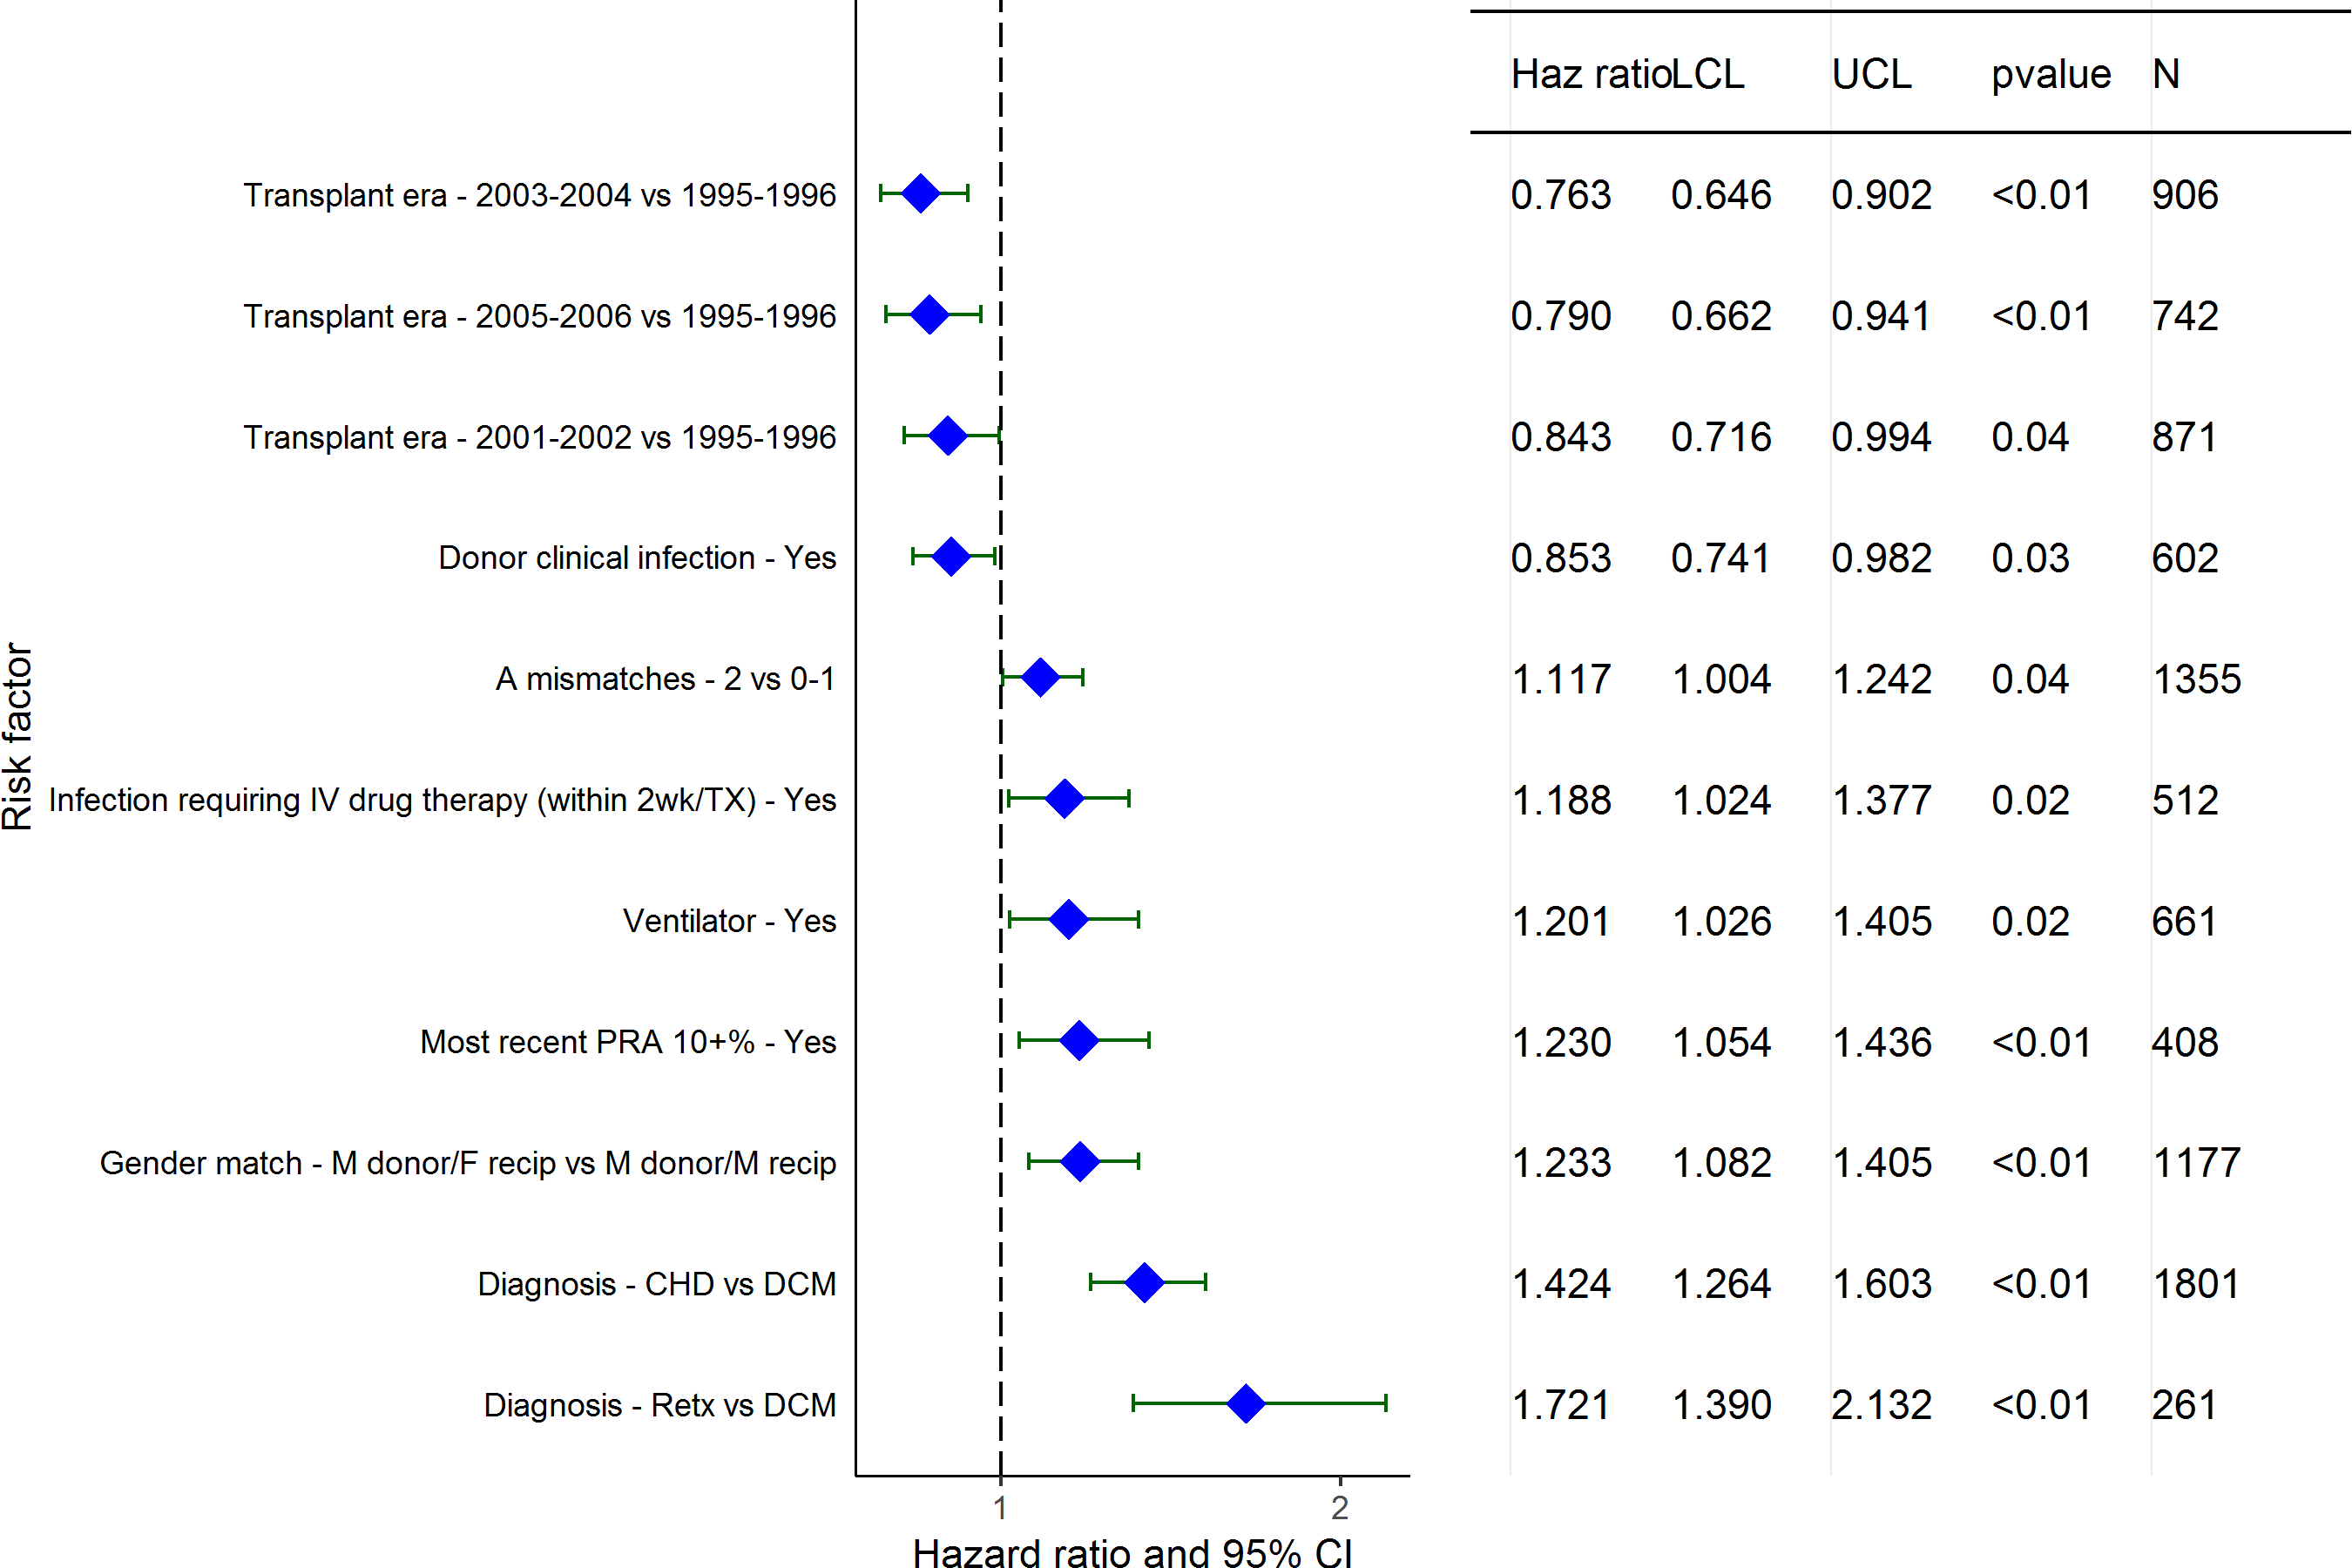 Haz ratio LCL UCL pvalue N
Transplant era - 2003-2004 vs 1995-1996 0.763 0.646 0.902 <0.01 906
Transplant era - 2005-2006 vs 1995-1996 0.790 0.662 0.941 <0.01 742
Transplant era - 2001-2002 vs 1995-1996 0.843 0.716 0.994 0.04 871
Donor clinical infection - Yes 0.853 0.741 0.982 0.03 602
A mismatches - 2 vs 0-1 1.117 1.004 1.242 0.04 1355
Infection requiring IV drug therapy (within 2wk/TX) - Yes 1.188 1.024 1.377 0.02 512
Ventilator - Yes 1.201 1.026 1.405 0.02 661
Most recent PRA 10+% - Yes 1.230 1.054 1.436 <0.01 408
Gender match - M donor/F recip vs M donor/M recip 1.233 1.082 1.405 <0.01 1177
Diagnosis - CHD vs DCM 1.424 1.264 1.603 <0.01 1801
Diagnosis - Retx vs DCM 1.721 1.390 2.132 <0.01 261
Risk factor
1 2
Hazard ratio and 95% CI